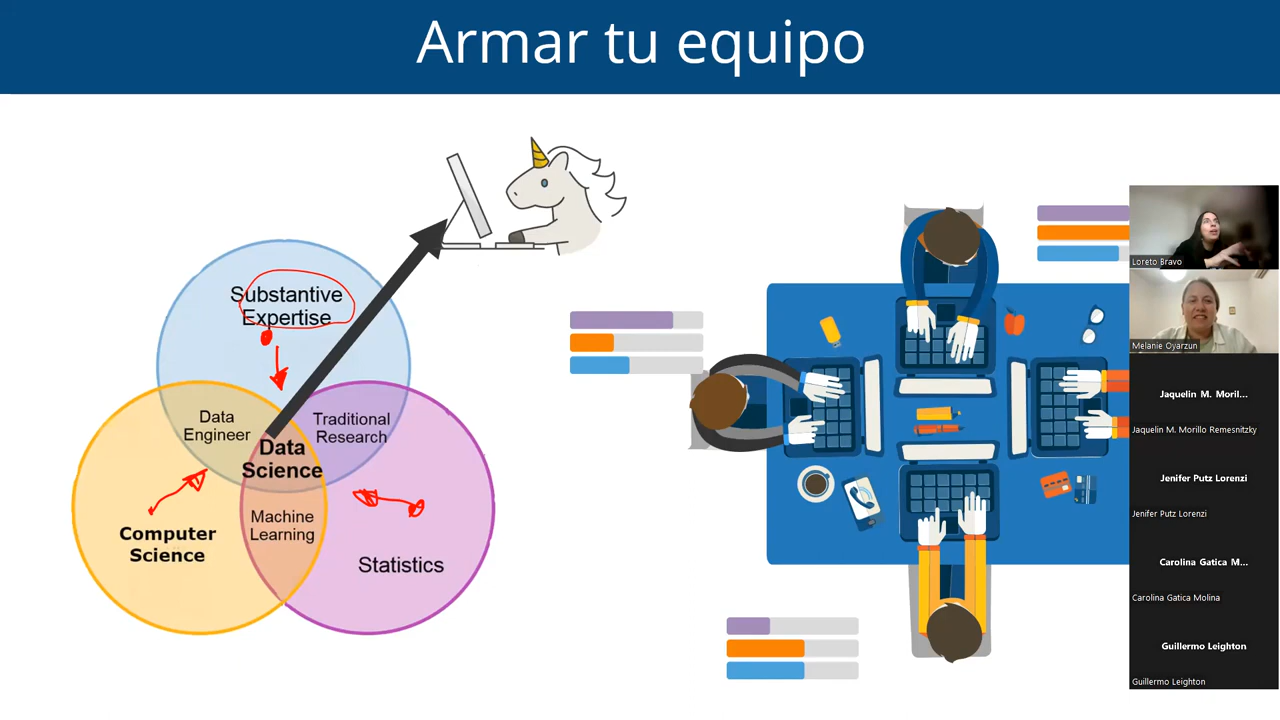 Armar tu equipo
Substantive
Expertise
Data
Engineer
Traditional
Research
Data
Science
Machine
Learning
Computer
Science
Statistics
Loreto Bravo
Melanie Oyarzun
Jaquelin M. Moril...
Jaquelin M. Morillo Remesnitzky
Jenifer Putz Lorenzi
Jenifer Putz Lorenzi
Carolina Gatica M...
Carolina Gatica Molina
Guillermo Leighton
Guillermo Leighton